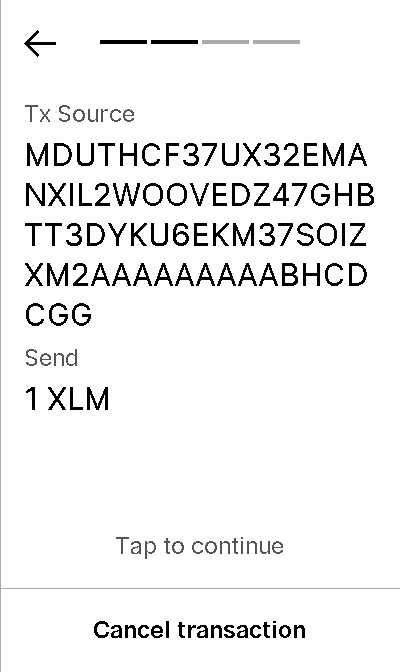 Tx Source
MDUTHCF37UX32EMA
NXIL2WOOVEDZ47GHB
TT3DYKU6EKM37SOIZ
XM2AAAAAAAAABHCD
CGG
Send
1 XLM
Tap to continue
Cancel transaction